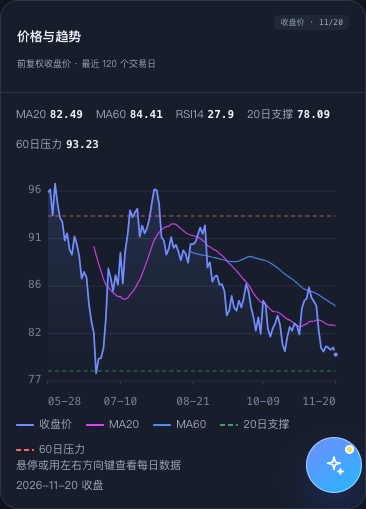 收盘价 · 11/20
价格与趋势
前复权收盘价 · 最近 120 个交易日
MA20 82.49 MA60 84.41 RSI14 27.9 20日支撑 78.09
60日压力 93.23
96
91
86
82
77
05-28 07-10 08-21 10-09 11-20
收盘价 MA20 MA60 20日支撑
60日压力
悬停或用左右方向键查看每日数据
2026-11-20 收盘